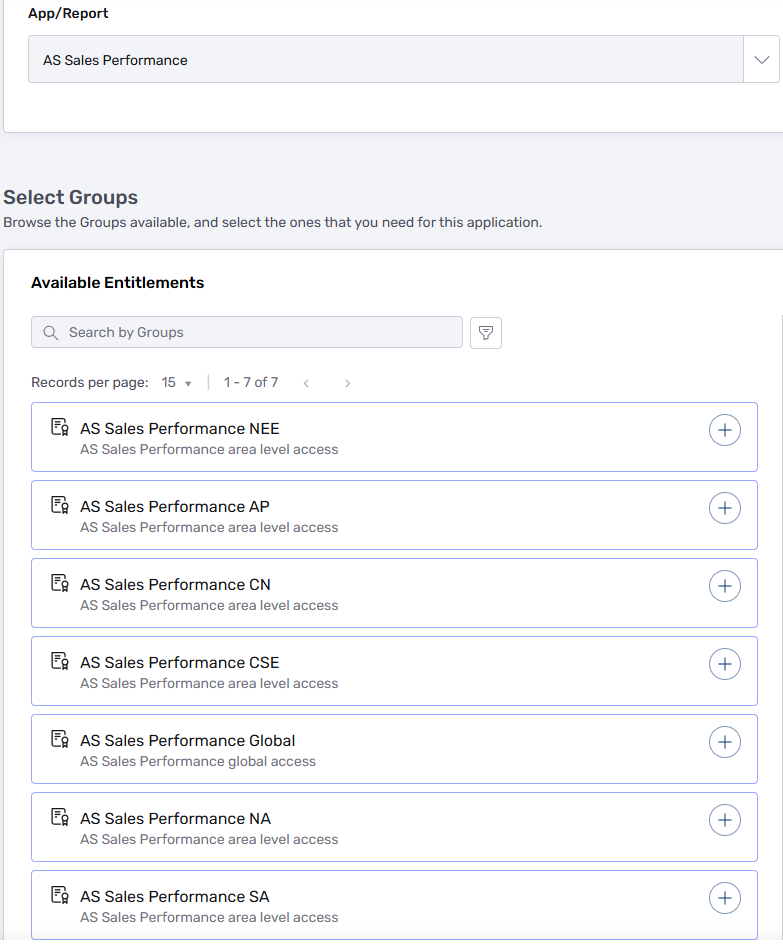 App/Report
AS Sales Performance
Select Groups
Browse the Groups available, and select the ones that you need for this application.
Available Entitlements
Search by Groups
Records per page: 15 1 - 7 of 7
AS Sales Performance NEE
AS Sales Performance area level access
AS Sales Performance AP
AS Sales Performance area level access
AS Sales Performance CN
AS Sales Performance area level access
AS Sales Performance CSE
AS Sales Performance area level access
AS Sales Performance Global
AS Sales Performance global access
AS Sales Performance NA
AS Sales Performance area level access
AS Sales Performance SA
AS Sales Performance area level access